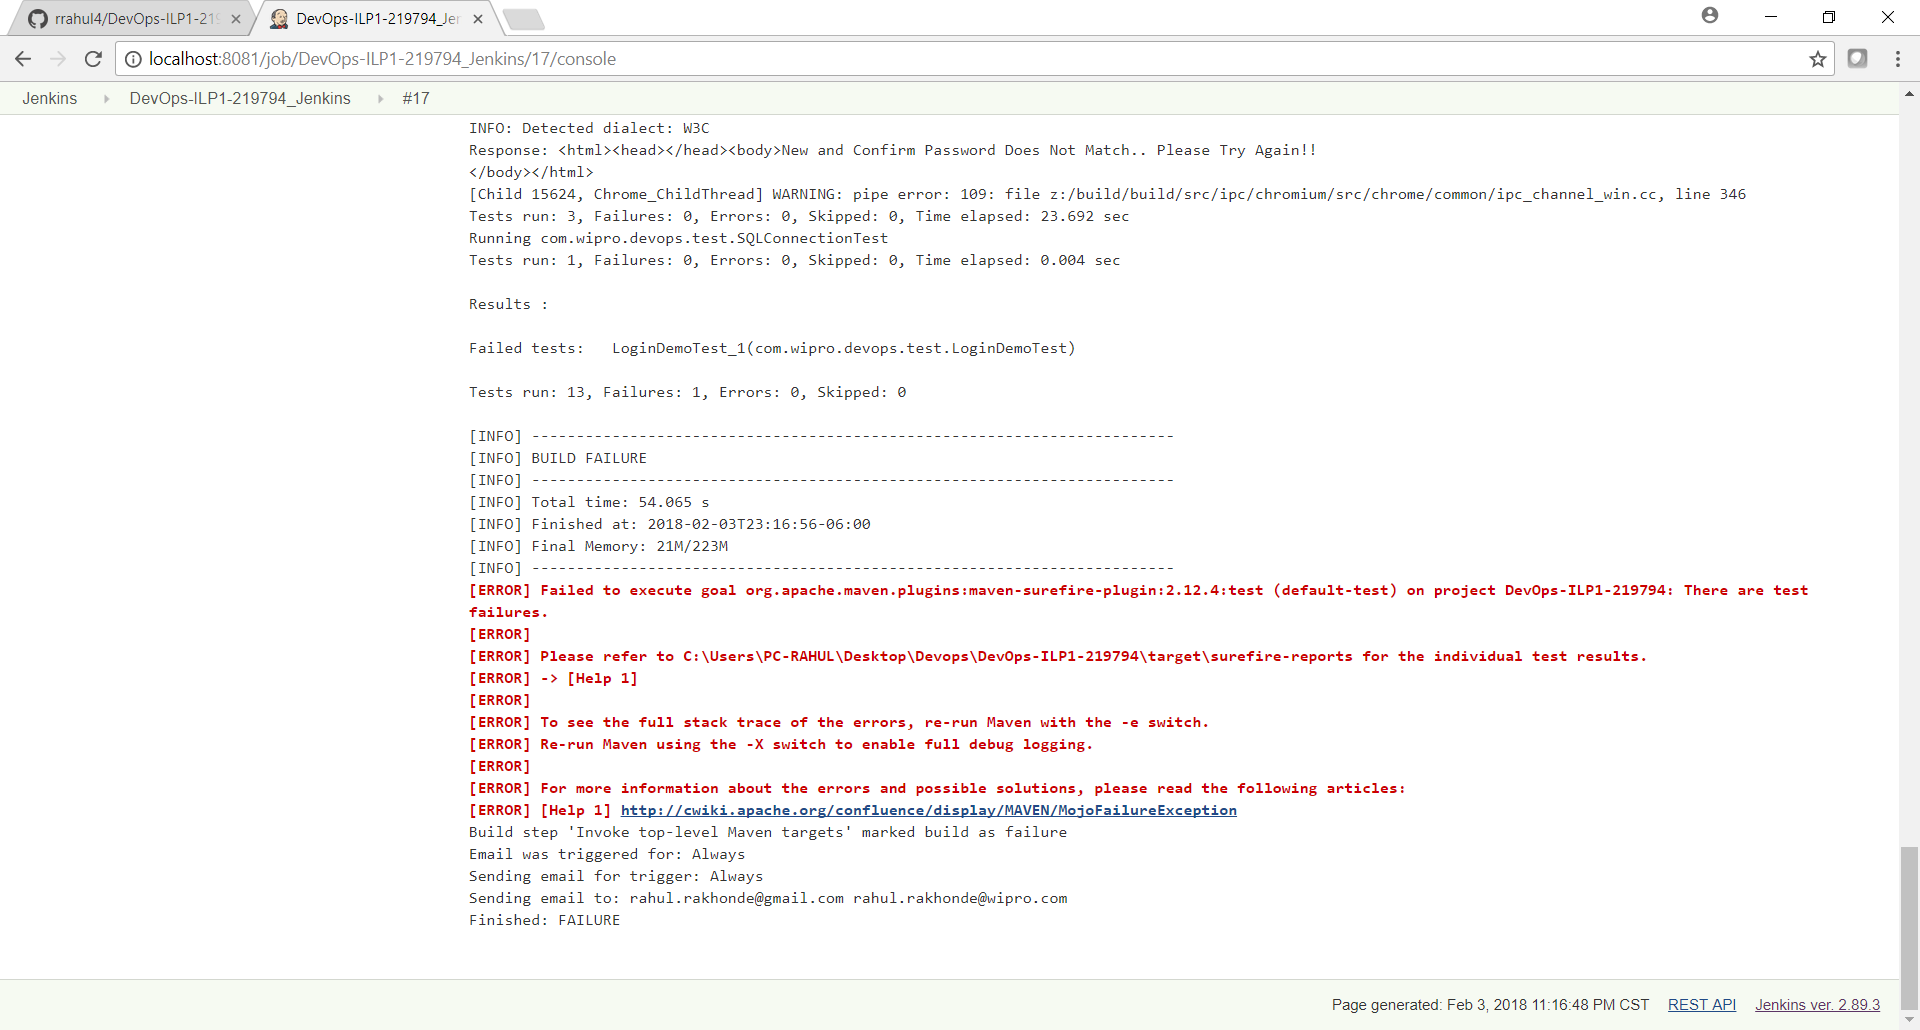 rrahul4/DevOps-ILP1-219
DevOps-ILP1-219794_Jen
localhost:8081/job/DevOps-ILP1-219794_Jenkins/17/console
Jenkins DevOps-ILP1-219794_Jenkins #17
INFO: Detected dialect: W3C
Response: <html><head></head><body>New and Confirm Password Does Not Match.. Please Try Again!!
</body></html>
[Child 15624, Chrome_ChildThread] WARNING: pipe error: 109: file z:/build/build/src/ipc/chromium/src/chrome/common/ipc_channel_win.cc, line 346
Tests run: 3, Failures: 0, Errors: 0, Skipped: 0, Time elapsed: 23.692 sec
Running com.wipro.devops.test.SQLConnectionTest
Tests run: 1, Failures: 0, Errors: 0, Skipped: 0, Time elapsed: 0.004 sec
Results :
Failed tests:   LoginDemoTest_1(com.wipro.devops.test.LoginDemoTest)
Tests run: 13, Failures: 1, Errors: 0, Skipped: 0
[INFO] ------------------------------------------------------------------------
[INFO] BUILD FAILURE
[INFO] ------------------------------------------------------------------------
[INFO] Total time: 54.065 s
[INFO] Finished at: 2018-02-03T23:16:56-06:00
[INFO] Final Memory: 21M/223M
[INFO] ------------------------------------------------------------------------
[ERROR] Failed to execute goal org.apache.maven.plugins:maven-surefire-plugin:2.12.4:test (default-test) on project DevOps-ILP1-219794: There are test
failures.
[ERROR]
[ERROR] Please refer to C:\Users\PC-RAHUL\Desktop\Devops\DevOps-ILP1-219794\target\surefire-reports for the individual test results.
[ERROR] -> [Help 1]
[ERROR]
[ERROR] To see the full stack trace of the errors, re-run Maven with the -e switch.
[ERROR] Re-run Maven using the -X switch to enable full debug logging.
[ERROR]
[ERROR] For more information about the errors and possible solutions, please read the following articles:
[ERROR] [Help 1] http://cwiki.apache.org/confluence/display/MAVEN/MojoFailureException
Build step 'Invoke top-level Maven targets' marked build as failure
Email was triggered for: Always
Sending email for trigger: Always
Sending email to: rahul.rakhonde@gmail.com rahul.rakhonde@wipro.com
Finished: FAILURE
Page generated: Feb 3, 2018 11:16:48 PM CST REST API Jenkins ver. 2.89.3